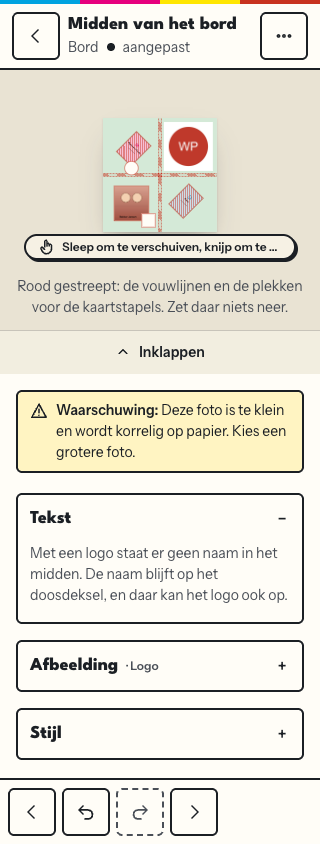 Midden van het bord
Bord ● aangepast
WP
Sleep om te verschuiven, knijp om te ...
Rood gestreept: de vouwlijnen en de plekken
voor de kaartstapels. Zet daar niets neer.
Inklappen
Waarschuwing: Deze foto is te klein
en wordt korrelig op papier. Kies een
grotere foto.
Tekst
Met een logo staat er geen naam in het
midden. De naam blijft op het
doosdeksel, en daar kan het logo ook op.
Afbeelding · Logo
Stijl